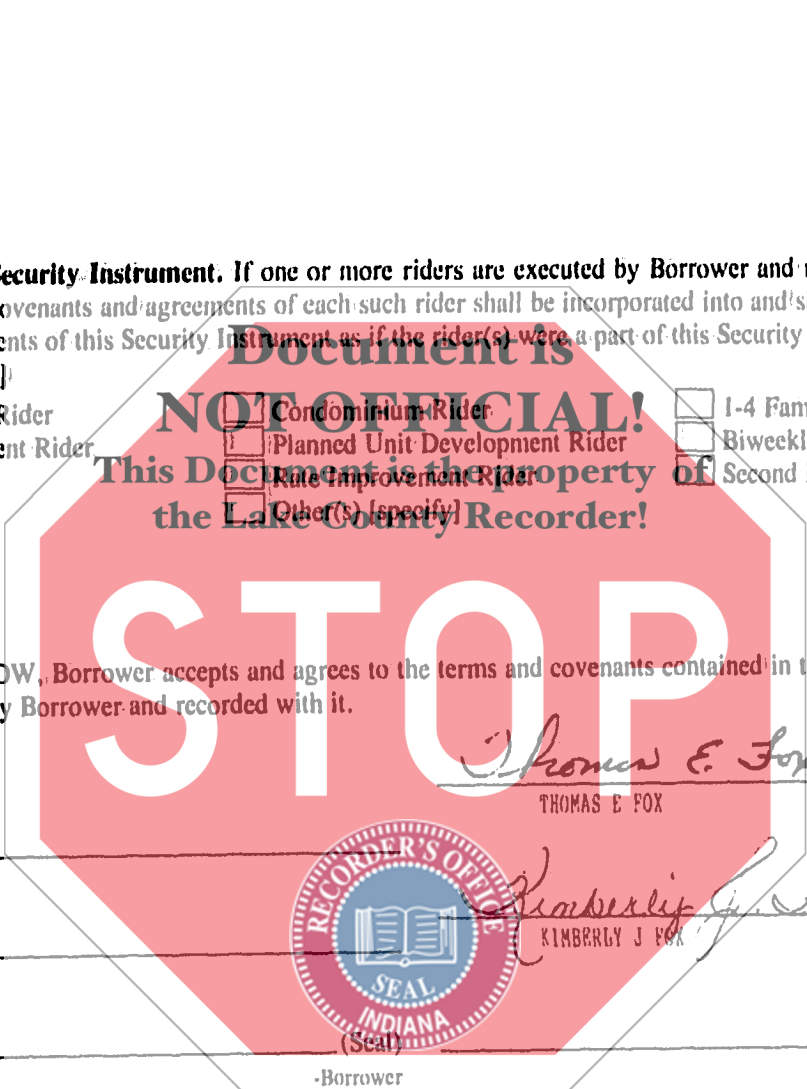 ecurity Instrument. If one or more riders are executed by Borrower and
ovenants and agreements of each such rider shall be incorporated into and s
ents of this Security Instrument as if the rider(s) were a part of this Security
]
Document is
NOT OFFICIAL!
This Document is the property of
the Lake County Recorder!
Rider
ent Rider
Condominium Rider
Planned Unit Development Rider
Rate Improvement Rider
Other(s) [specify]
1-4 Fam
Biweekl
Second
STOP
OW, Borrower accepts and agrees to the terms and covenants contained in t
y Borrower and recorded with it.
Thomas E. Fox
THOMAS E FOX
Kimberly J.
KIMBERLY J FOX
RECORDER'S OFFICE
SEAL
INDIANA
(Seal)
-Borrower